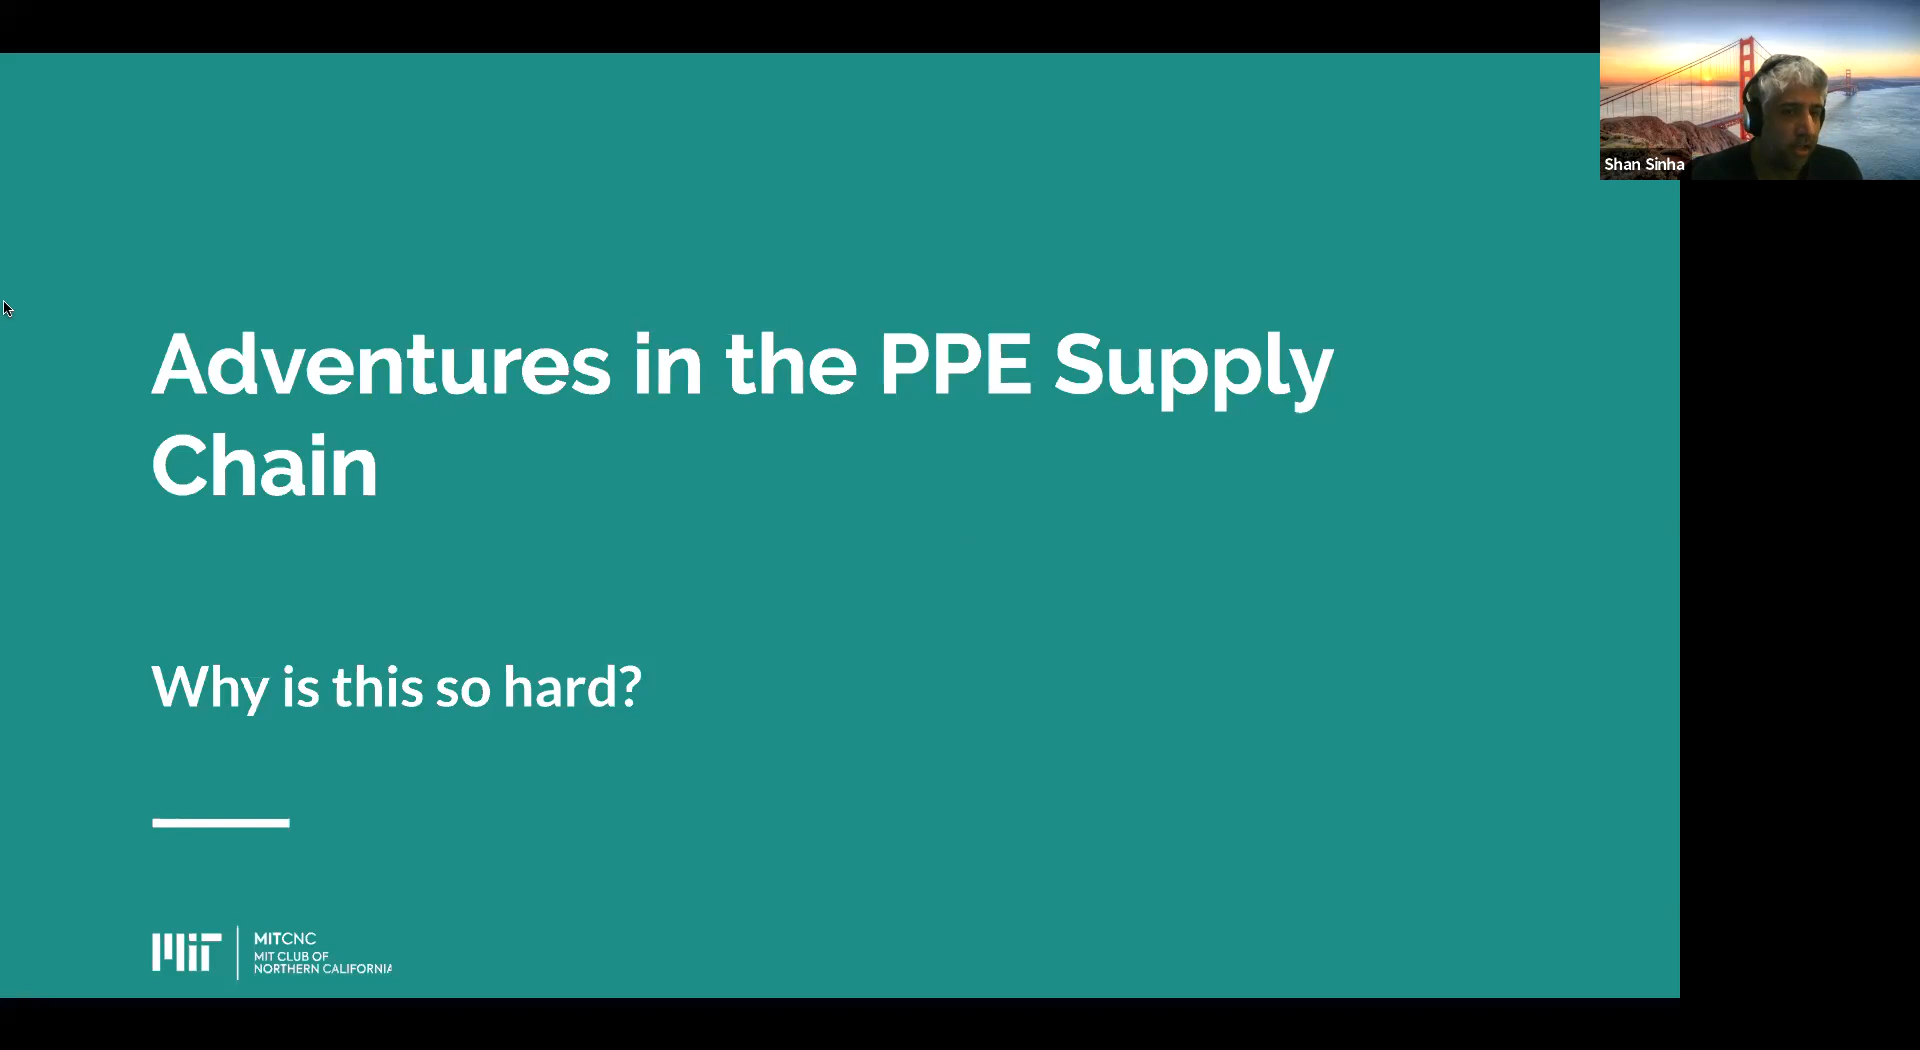 Shan Sinha
Adventures in the PPE Supply
Chain
Why is this so hard?
MIT
MITCNC
MIT CLUB OF
NORTHERN CALIFORNIA